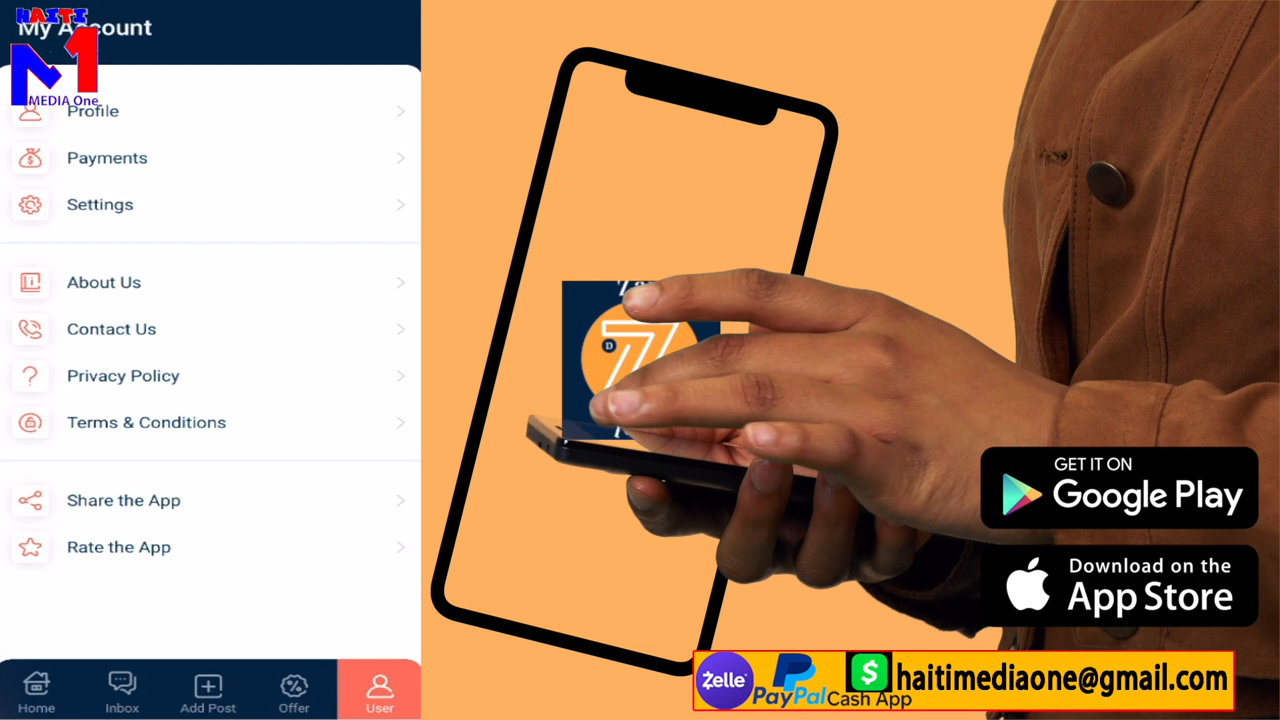 HAITI
My Account
M1
MEDIA One
Profile
Payments
Settings
About Us
Contact Us
Privacy Policy
Terms & Conditions
Share the App
Rate the App
Home
Inbox
Add Post
Offer
User
D
7
GET IT ON
Google Play
Download on the
App Store
Zelle
PayPal
$
Cash App
haitimediaone@gmail.com